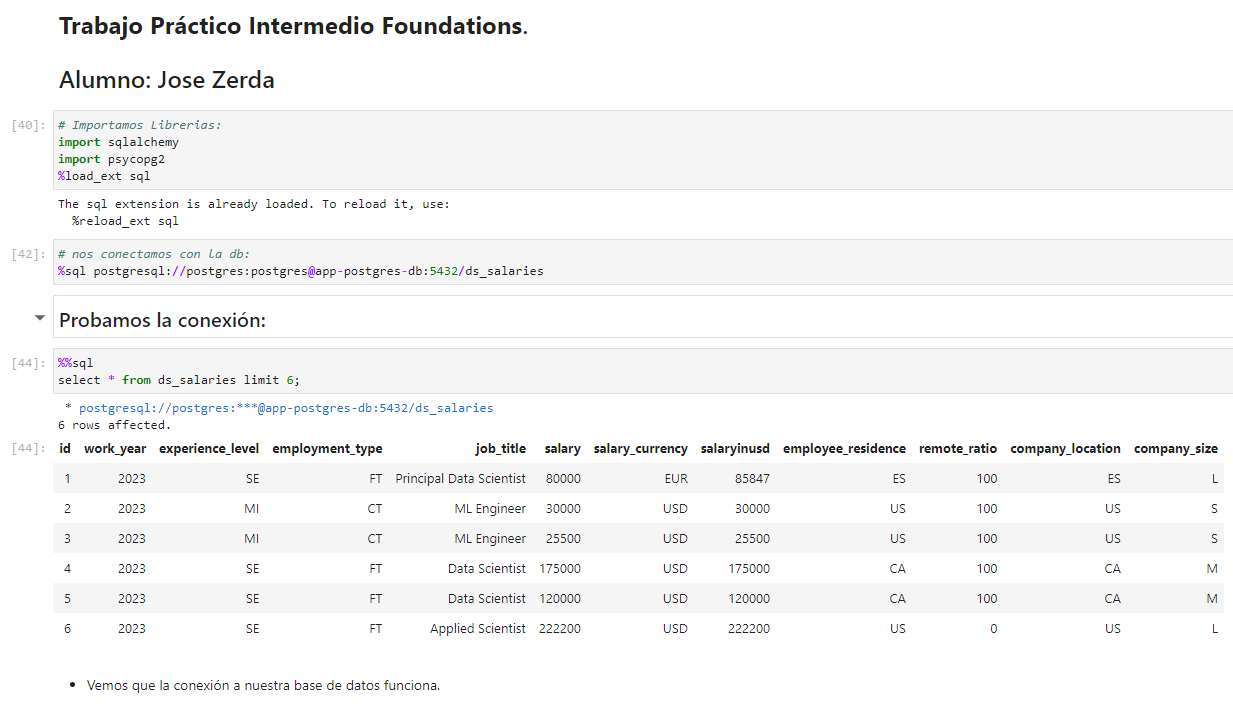 Trabajo Práctico Intermedio Foundations.
Alumno: Jose Zerda
[40]: # Importamos Librerias:
import sqlalchemy
import psycopg2
%load_ext sql
The sql extension is already loaded. To reload it, use:
%reload_ext sql
[42]: # nos conectamos con la db:
%sql postgresql://postgres:postgres@app-postgres-db:5432/ds_salaries
Probamos la conexión:
[44]: %%sql
select * from ds_salaries limit 6;
* postgresql://postgres:***@app-postgres-db:5432/ds_salaries
6 rows affected.
[44]: id work_year experience_level employment_type job_title salary salary_currency salaryinusd employee_residence remote_ratio company_location company_size
1 2023 SE FT Principal Data Scientist 80000 EUR 85847 ES 100 ES L
2 2023 MI CT ML Engineer 30000 USD 30000 US 100 US S
3 2023 MI CT ML Engineer 25500 USD 25500 US 100 US S
4 2023 SE FT Data Scientist 175000 USD 175000 CA 100 CA M
5 2023 SE FT Data Scientist 120000 USD 120000 CA 100 CA M
6 2023 SE FT Applied Scientist 222200 USD 222200 US 0 US L
• Vemos que la conexión a nuestra base de datos funciona.